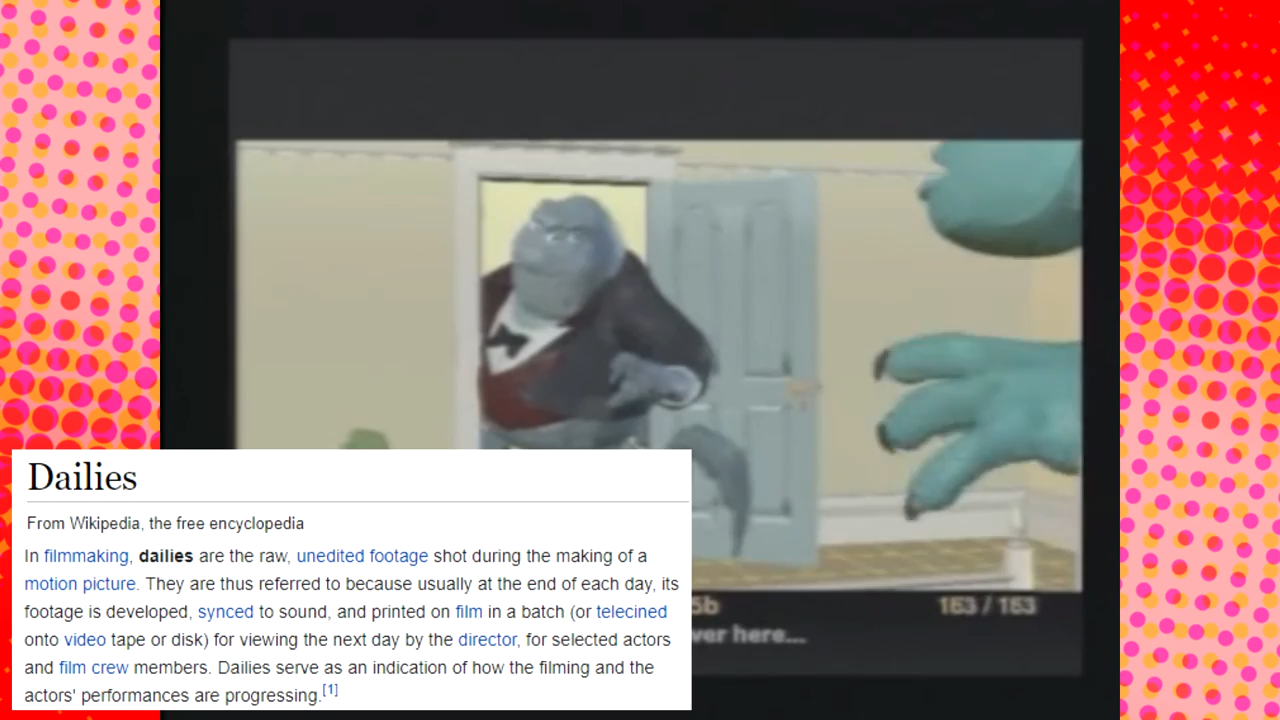 5b
163 / 163
ver here...
Dailies
From Wikipedia, the free encyclopedia
In filmmaking, dailies are the raw, unedited footage shot during the making of a
motion picture. They are thus referred to because usually at the end of each day, its
footage is developed, synced to sound, and printed on film in a batch (or telecined
onto video tape or disk) for viewing the next day by the director, for selected actors
and film crew members. Dailies serve as an indication of how the filming and the
actors' performances are progressing.[1]